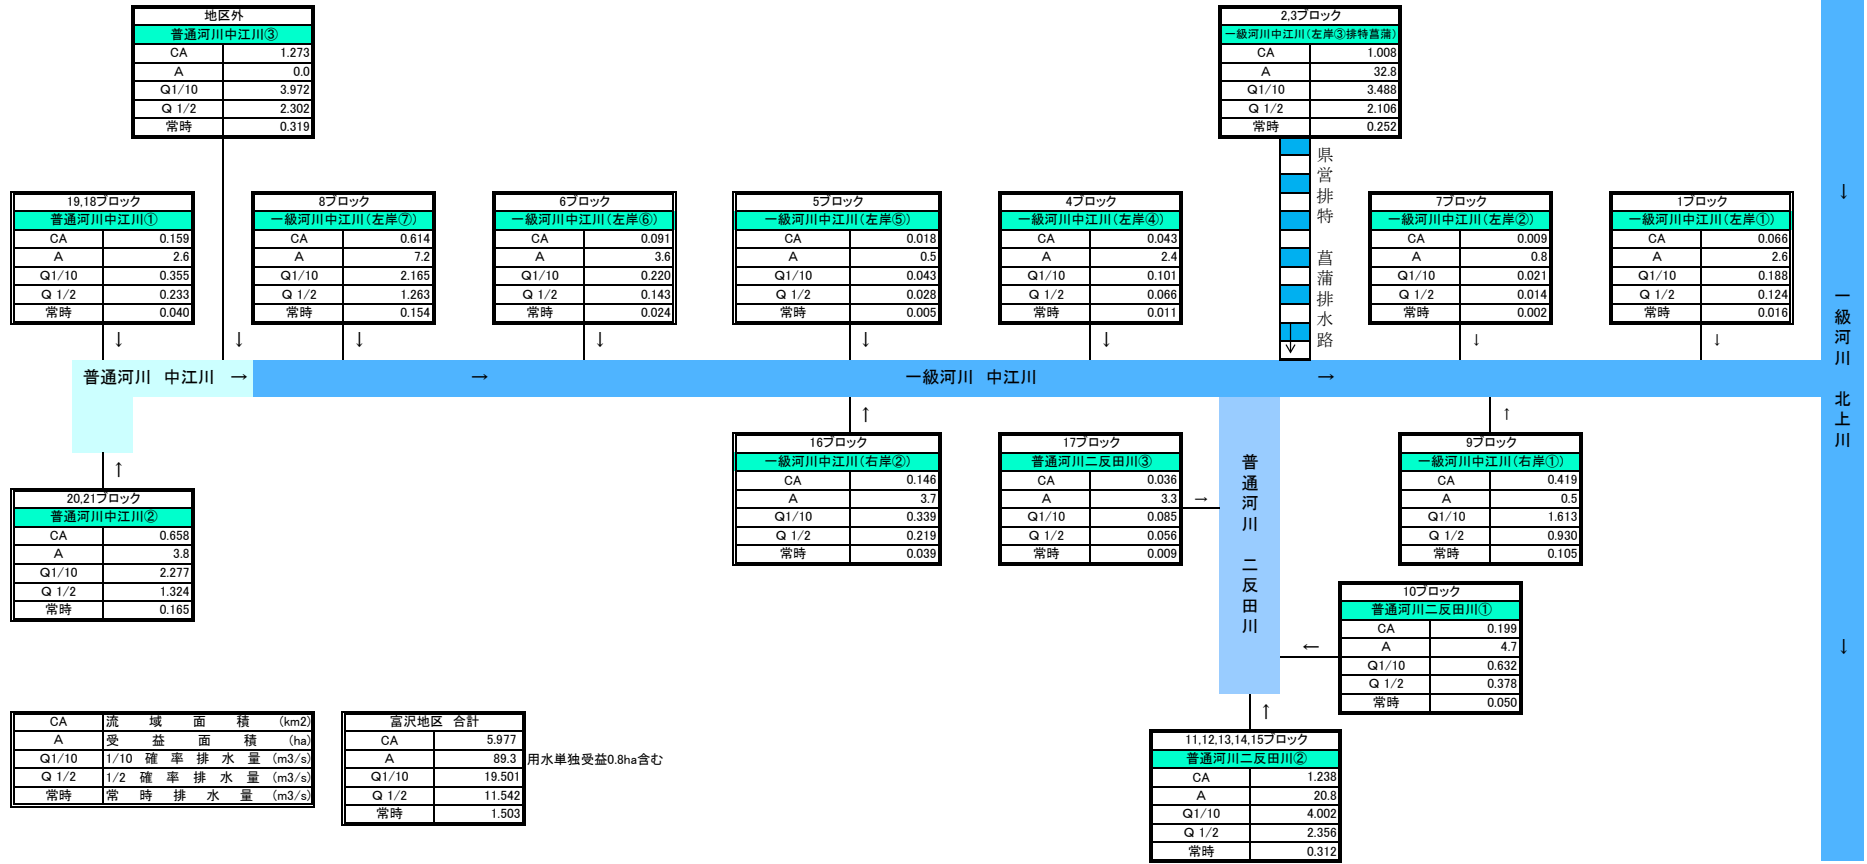 地区外
普通河川中江川③
CA 1.273
A 0.0
Q1/10 3.972
Q 1/2 2.302
常時 0.319
2,3ブロック
一級河川中江川(左岸③排特菖蒲)
CA 1.008
A 32.8
Q1/10 3.488
Q 1/2 2.106
常時 0.252
県営排特 菖蒲排水路
19,18ブロック
普通河川中江川①
CA 0.159
A 2.6
Q1/10 0.355
Q 1/2 0.233
常時 0.040
↓
↓
8ブロック
一級河川中江川(左岸⑦)
CA 0.614
A 7.2
Q1/10 2.165
Q 1/2 1.263
常時 0.154
↓
6ブロック
一級河川中江川(左岸⑥)
CA 0.091
A 3.6
Q1/10 0.220
Q 1/2 0.143
常時 0.024
↓
5ブロック
一級河川中江川(左岸⑤)
CA 0.018
A 0.5
Q1/10 0.043
Q 1/2 0.028
常時 0.005
↓
4ブロック
一級河川中江川(左岸④)
CA 0.043
A 2.4
Q1/10 0.101
Q 1/2 0.066
常時 0.011
↓
7ブロック
一級河川中江川(左岸②)
CA 0.009
A 0.8
Q1/10 0.021
Q 1/2 0.014
常時 0.002
↓
1ブロック
一級河川中江川(左岸①)
CA 0.066
A 2.6
Q1/10 0.188
Q 1/2 0.124
常時 0.016
↓
↓
一級河川 北上川
↓
普通河川 中江川 → → 一級河川 中江川 →
↑
20,21ブロック
普通河川中江川②
CA 0.658
A 3.8
Q1/10 2.277
Q 1/2 1.324
常時 0.165
↑
16ブロック
一級河川中江川(右岸②)
CA 0.146
A 3.7
Q1/10 0.339
Q 1/2 0.219
常時 0.039
17ブロック
普通河川二反田川③
CA 0.036
A 3.3
Q1/10 0.085
Q 1/2 0.056
常時 0.009
→
普通河川 二反田川
↑
9ブロック
一級河川中江川(右岸①)
CA 0.419
A 0.5
Q1/10 1.613
Q 1/2 0.930
常時 0.105
←
10ブロック
普通河川二反田川①
CA 0.199
A 4.7
Q1/10 0.632
Q 1/2 0.378
常時 0.050
↑
11,12,13,14,15ブロック
普通河川二反田川②
CA 1.238
A 20.8
Q1/10 4.002
Q 1/2 2.356
常時 0.312
CA 流域面積 (km2)
A 受益面積 (ha)
Q1/10 1/10 確率排水量 (m3/s)
Q 1/2 1/2 確率排水量 (m3/s)
常時 常時排水量 (m3/s)
富沢地区 合計
CA 5.977
A 89.3 用水単独受益0.8ha含む
Q1/10 19.501
Q 1/2 11.542
常時 1.503